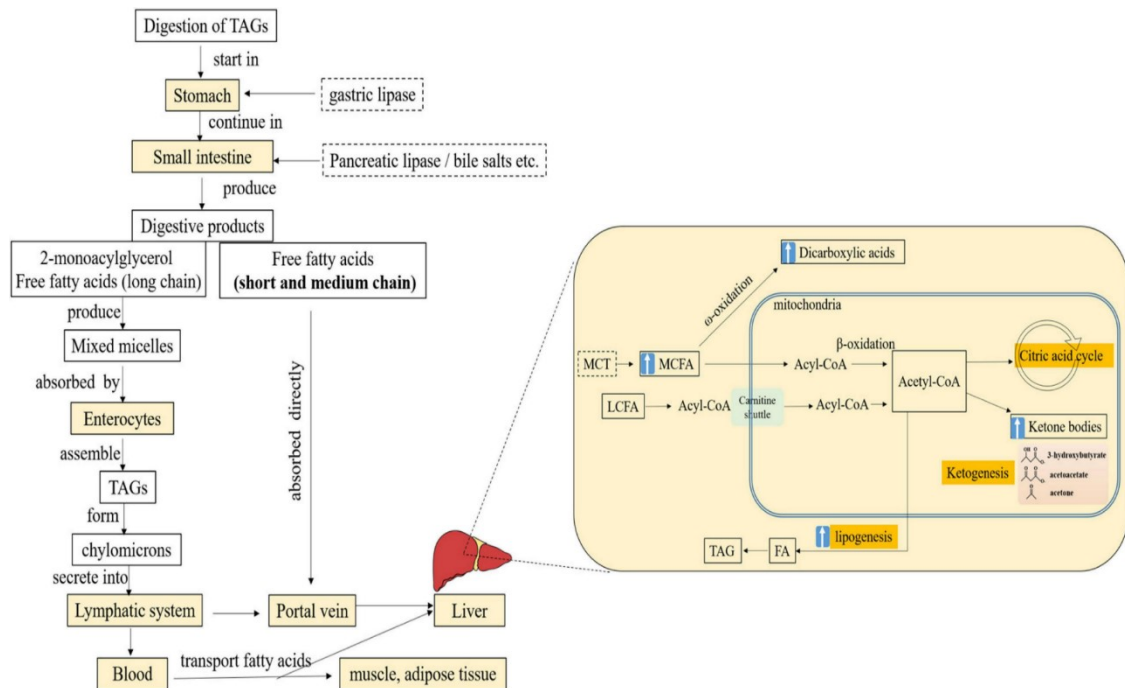 Digestion of TAGs
start in
Stomach
gastric lipase
continue in
Small intestine
Pancreatic lipase / bile salts etc.
produce
Digestive products
2-monoacylglycerol
Free fatty acids (long chain)
Free fatty acids
(short and medium chain)
produce
Mixed micelles
absorbed by
Enterocytes
assemble
TAGs
form
chylomicrons
secrete into
Lymphatic system
absorbed directly
Portal vein
Liver
Blood
transport fatty acids
muscle, adipose tissue
Dicarboxylic acids
ω-oxidation
mitochondria
β-oxidation
MCT
MCFA
Acyl-CoA
Acetyl-CoA
Citric acid cycle
LCFA
Acyl-CoA
Carnitine
shuttle
Acyl-CoA
Ketone bodies
Ketogenesis
OH
3-hydroxybutyrate
acetoacetate
acetone
lipogenesis
TAG
FA